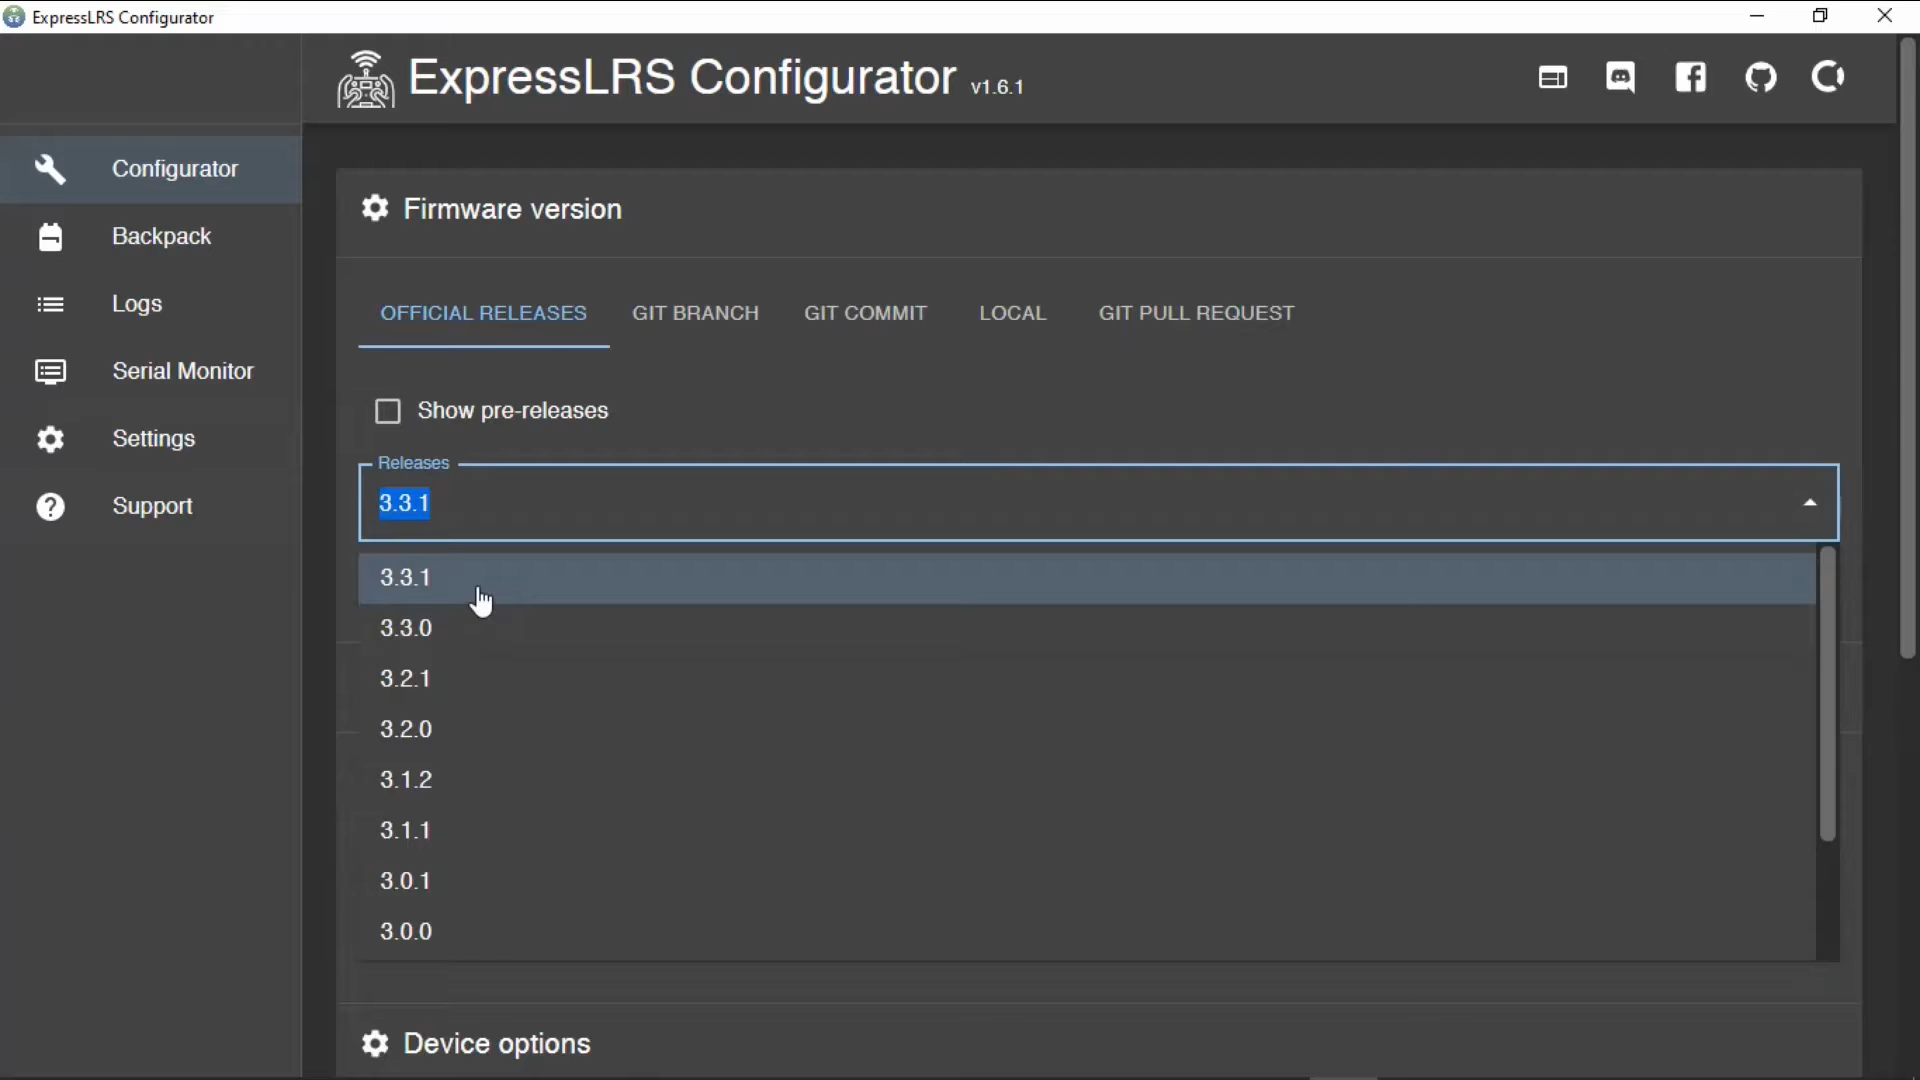 ExpressLRS Configurator
ExpressLRS Configurator v1.6.1
Configurator
Backpack
Logs
Serial Monitor
Settings
Support
Firmware version
OFFICIAL RELEASES GIT BRANCH GIT COMMIT LOCAL GIT PULL REQUEST
Show pre-releases
Releases
3.3.1
3.3.1
3.3.0
3.2.1
3.2.0
3.1.2
3.1.1
3.0.1
3.0.0
Device options